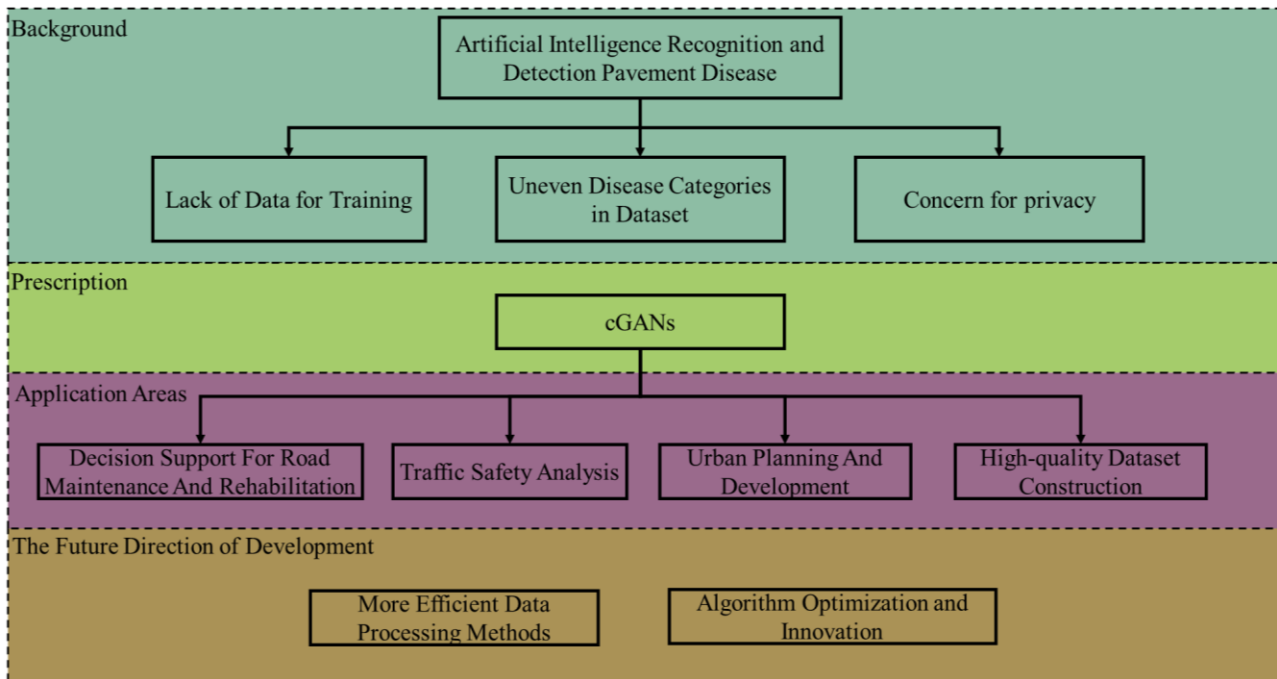 Background
Artificial Intelligence Recognition and
Detection Pavement Disease
Lack of Data for Training
Uneven Disease Categories
in Dataset
Concern for privacy
Prescription
cGANs
Application Areas
Decision Support For Road
Maintenance And Rehabilitation
Traffic Safety Analysis
Urban Planning And
Development
High-quality Dataset
Construction
The Future Direction of Development
More Efficient Data
Processing Methods
Algorithm Optimization and
Innovation